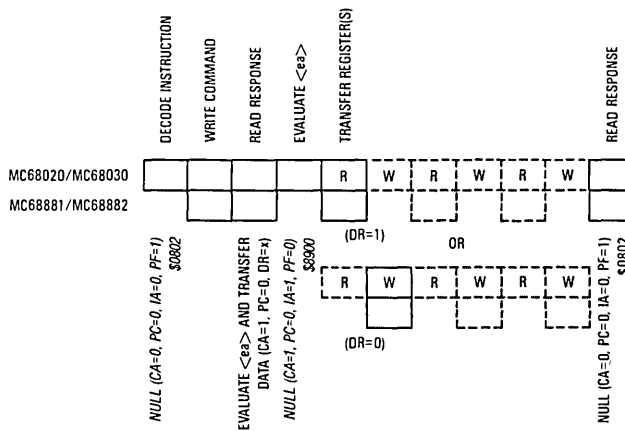 DECODE INSTRUCTION
WRITE COMMAND
READ RESPONSE
EVALUATE <ea>
TRANSFER REGISTER(S)
READ RESPONSE
MC68020/MC68030
R W R W R W
MC68881/MC68882
(DR=1)
OR
R W R W R W
(DR=0)
NULL (CA=0, PC=0, IA=0, PF=1)
$0802
EVALUATE <ea> AND TRANSFER
DATA (CA=1, PC=0, DR=x)
NULL (CA=1, PC=0, IA=1, PF=0)
$8900
NULL (CA=0, PC=0, IA=0, PF=1)
$0802